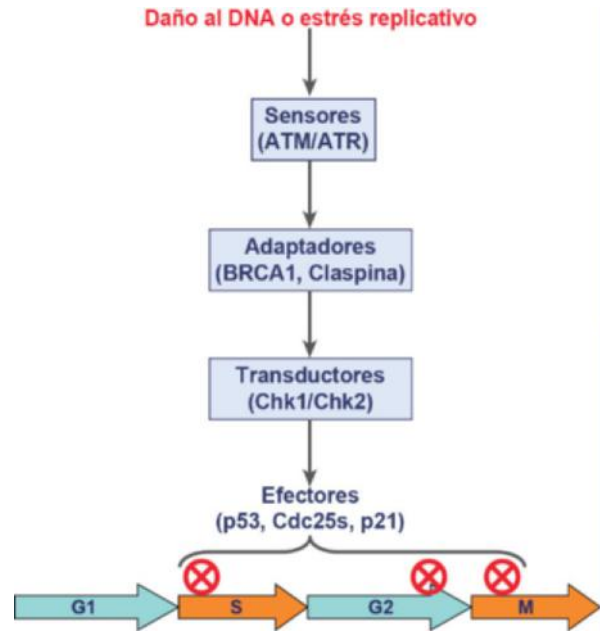 Daño al DNA o estrés replicativo
Sensores
(ATM/ATR)
Adaptadores
(BRCA1, Claspina)
Transductores
(Chk1/Chk2)
Efectores
(p53, Cdc25s, p21)
G1 S G2 M